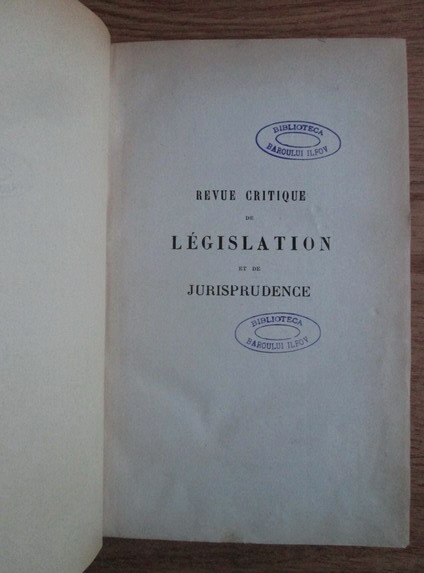 BIBLIOTECA
BAROULUI ILFOV
REVUE CRITIQUE
DE
LÉGISLATION
ET DE
JURISPRUDENCE
BIBLIOTECA
BAROULUI ILFOV